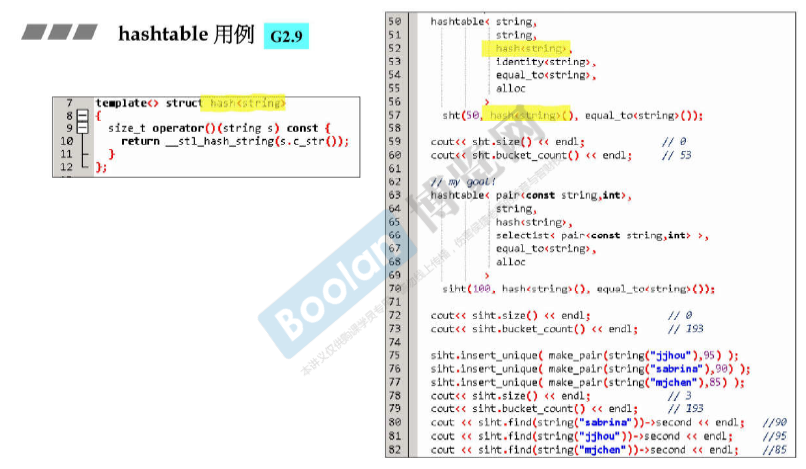 hashtable 用例 G2.9
7 template<> struct hash<string>
8 {
9 size_t operator()(string s) const {
10 return __stl_hash_string(s.c_str());
11 }
12 };
50 hashtable< string,
51 string,
52 hash<string>,
53 identity<string>,
54 equal_to<string>,
55 alloc
56 >
57 sht(50, hash<string>(), equal_to<string>());
58
59 cout<< sht.size() << endl; // 0
60 cout<< sht.bucket_count() << endl; // 53
61
62 // my goal!
63 hashtable< pair<const string,int>,
64 string,
65 hash<string>,
66 select1st< pair<const string,int> >,
67 equal_to<string>,
68 alloc
69 >
70 siht(100, hash<string>(), equal_to<string>());
71
72 cout<< siht.size() << endl; // 0
73 cout<< siht.bucket_count() << endl; // 193
74
75 siht.insert_unique( make_pair(string("jjhou"),95) );
76 siht.insert_unique( make_pair(string("sabrina"),90) );
77 siht.insert_unique( make_pair(string("mjchen"),85) );
78 cout<< siht.size() << endl; // 3
79 cout<< siht.bucket_count() << endl; // 193
80 cout << siht.find(string("sabrina"))->second << endl; //90
81 cout << siht.find(string("jjhou"))->second << endl; //95
82 cout << siht.find(string("mjchen"))->second << endl; //85
Boolan 博览网